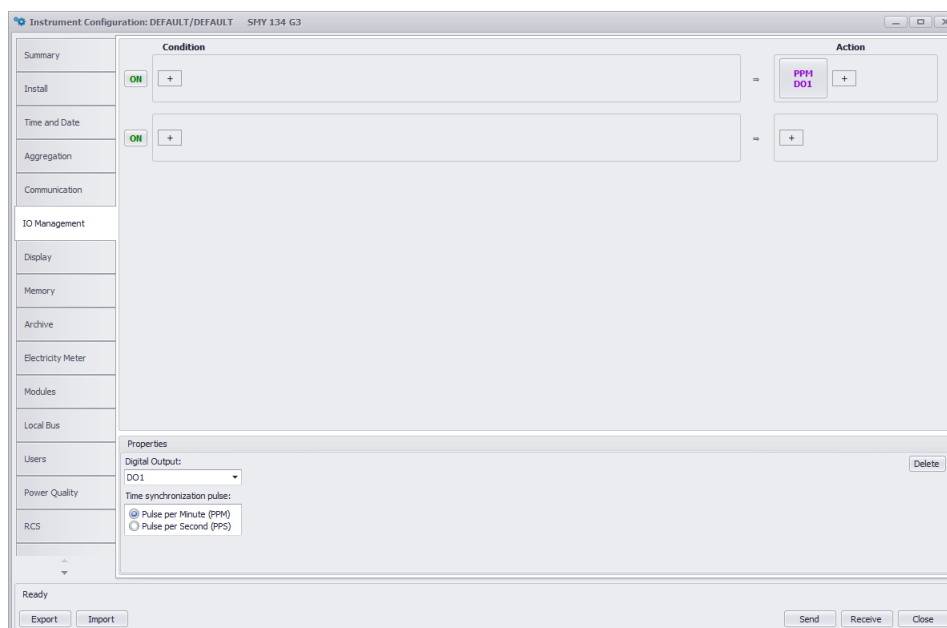 Instrument Configuration: DEFAULT/DEFAULT SMY 134 G3
Summary
Install
Time and Date
Aggregation
Communication
IO Management
Display
Memory
Archive
Electricity Meter
Modules
Local Bus
Users
Power Quality
RCS
Condition
Action
ON
+
=
PPM
DO1
+
ON
+
=
+
Properties
Digital Output:
DO1
Delete
Time synchronization pulse:
Pulse per Minute (PPM)
Pulse per Second (PPS)
Ready
Export
Import
Send
Receive
Close